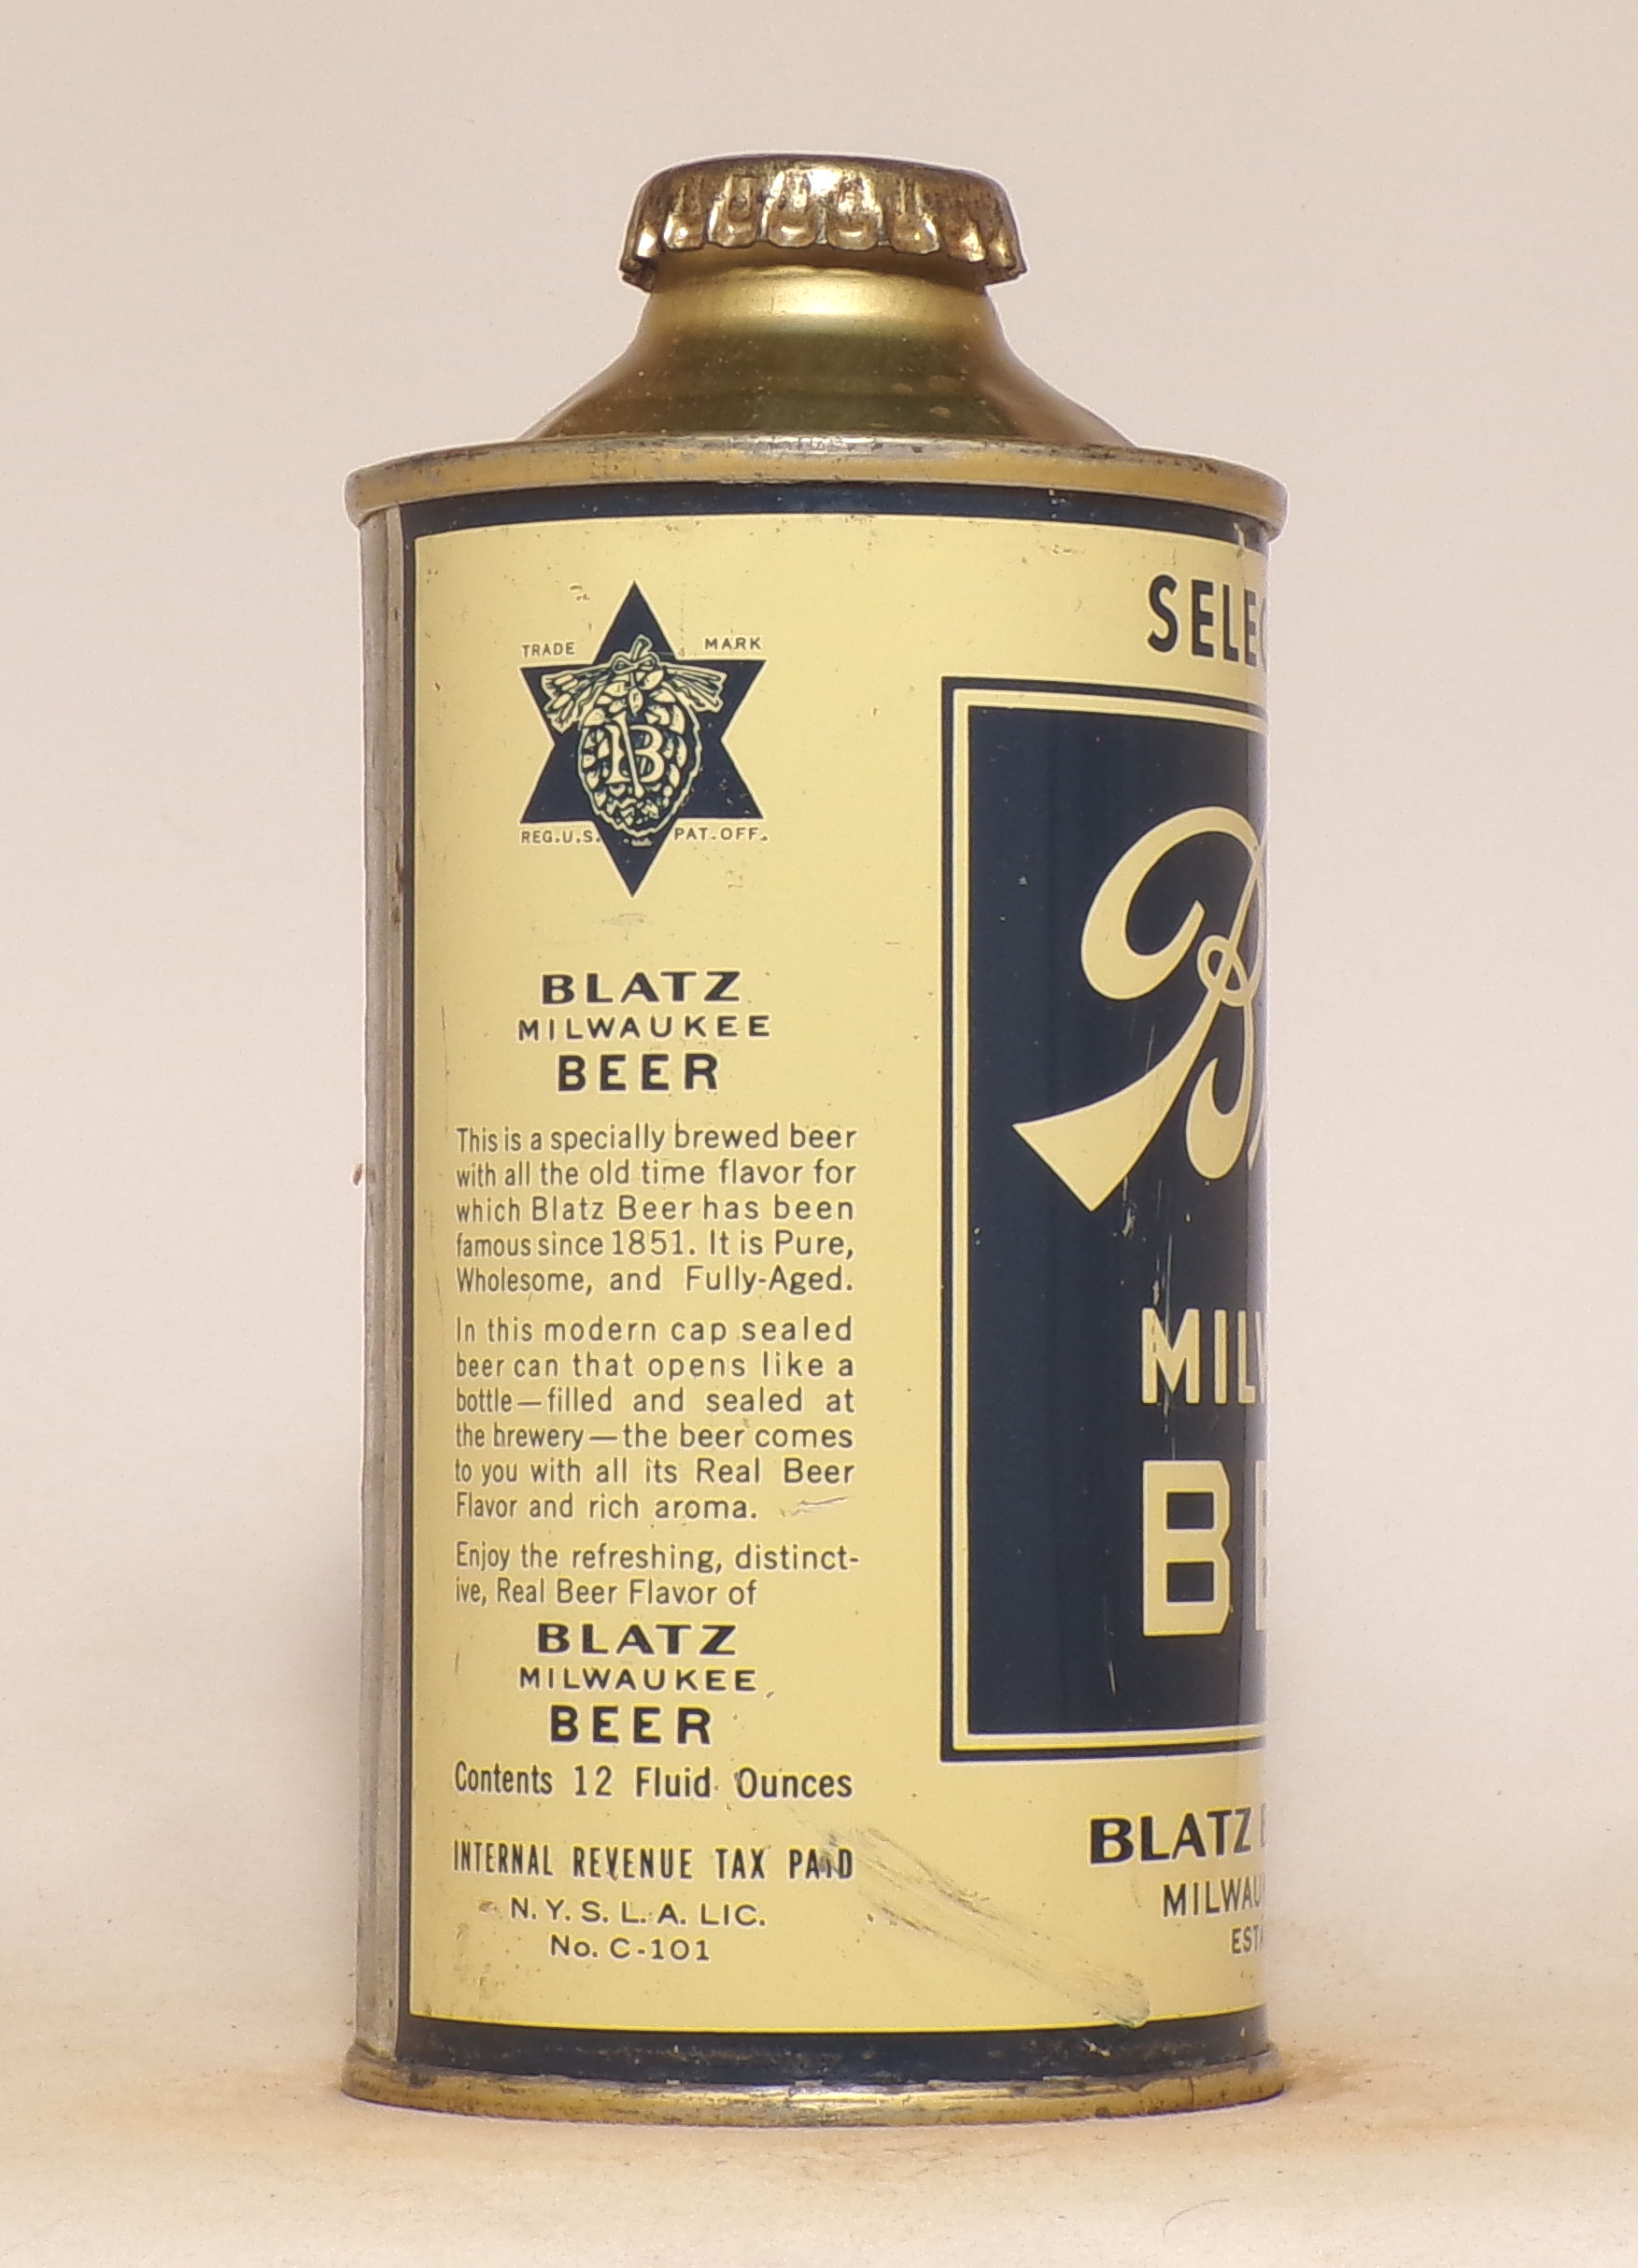 TRADE MARK
B
REG.U.S. PAT.OFF.
BLATZ
MILWAUKEE
BEER
This is a specially brewed beer
with all the old time flavor for
which Blatz Beer has been
famous since 1851. It is Pure,
Wholesome, and Fully-Aged.
In this modern cap sealed
beer can that opens like a
bottle—filled and sealed at
the brewery—the beer comes
to you with all its Real Beer
Flavor and rich aroma.
Enjoy the refreshing, distinct-
ive, Real Beer Flavor of
BLATZ
MILWAUKEE
BEER
Contents 12 Fluid Ounces
INTERNAL REVENUE TAX PAID
N.Y.S.L.A. LIC.
No. C-101
BLATZ